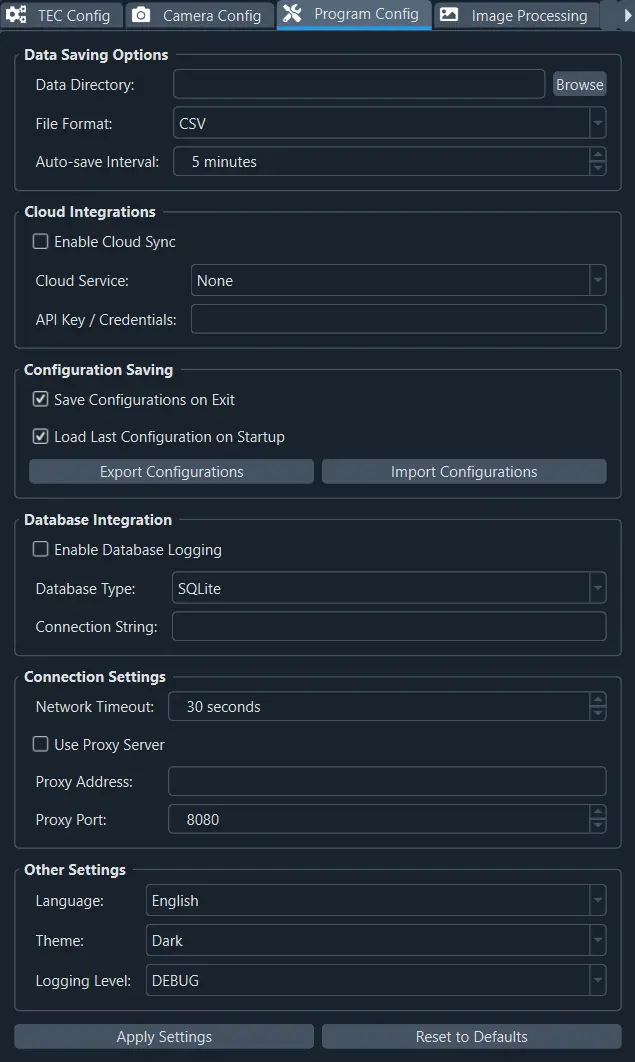 TEC Config Camera Config Program Config Image Processing
Data Saving Options
Data Directory: Browse
File Format: CSV
Auto-save Interval: 5 minutes
Cloud Integrations
Enable Cloud Sync
Cloud Service: None
API Key / Credentials:
Configuration Saving
Save Configurations on Exit
Load Last Configuration on Startup
Export Configurations Import Configurations
Database Integration
Enable Database Logging
Database Type: SQLite
Connection String:
Connection Settings
Network Timeout: 30 seconds
Use Proxy Server
Proxy Address:
Proxy Port: 8080
Other Settings
Language: English
Theme: Dark
Logging Level: DEBUG
Apply Settings Reset to Defaults